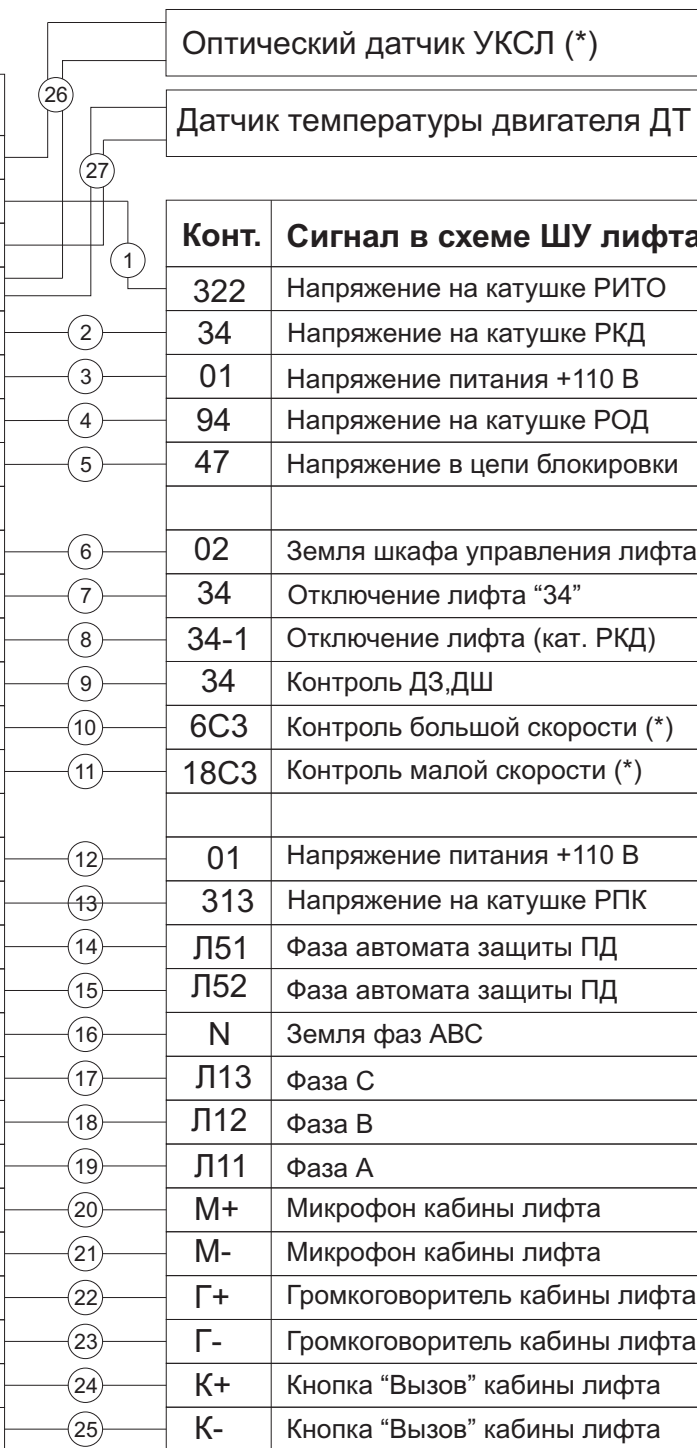 Оптический датчик УКСЛ (*)
26
Датчик температуры двигателя ДТ
27
Конт. Сигнал в схеме ШУ лифта
1
322 Напряжение на катушке РИТО
2 34 Напряжение на катушке РКД
3 01 Напряжение питания +110 В
4 94 Напряжение на катушке РОД
5 47 Напряжение в цепи блокировки
6 02 Земля шкафа управления лифта
7 34 Отключение лифта “34”
8 34-1 Отключение лифта (кат. РКД)
9 34 Контроль ДЗ,ДШ
10 6С3 Контроль большой скорости (*)
11 18С3 Контроль малой скорости (*)
12 01 Напряжение питания +110 В
13 313 Напряжение на катушке РПК
14 Л51 Фаза автомата защиты ПД
15 Л52 Фаза автомата защиты ПД
16 N Земля фаз АВС
17 Л13 Фаза С
18 Л12 Фаза В
19 Л11 Фаза А
20 М+ Микрофон кабины лифта
21 М- Микрофон кабины лифта
22 Г+ Громкоговоритель кабины лифта
23 Г- Громкоговоритель кабины лифта
24 К+ Кнопка “Вызов” кабины лифта
25 К- Кнопка “Вызов” кабины лифта